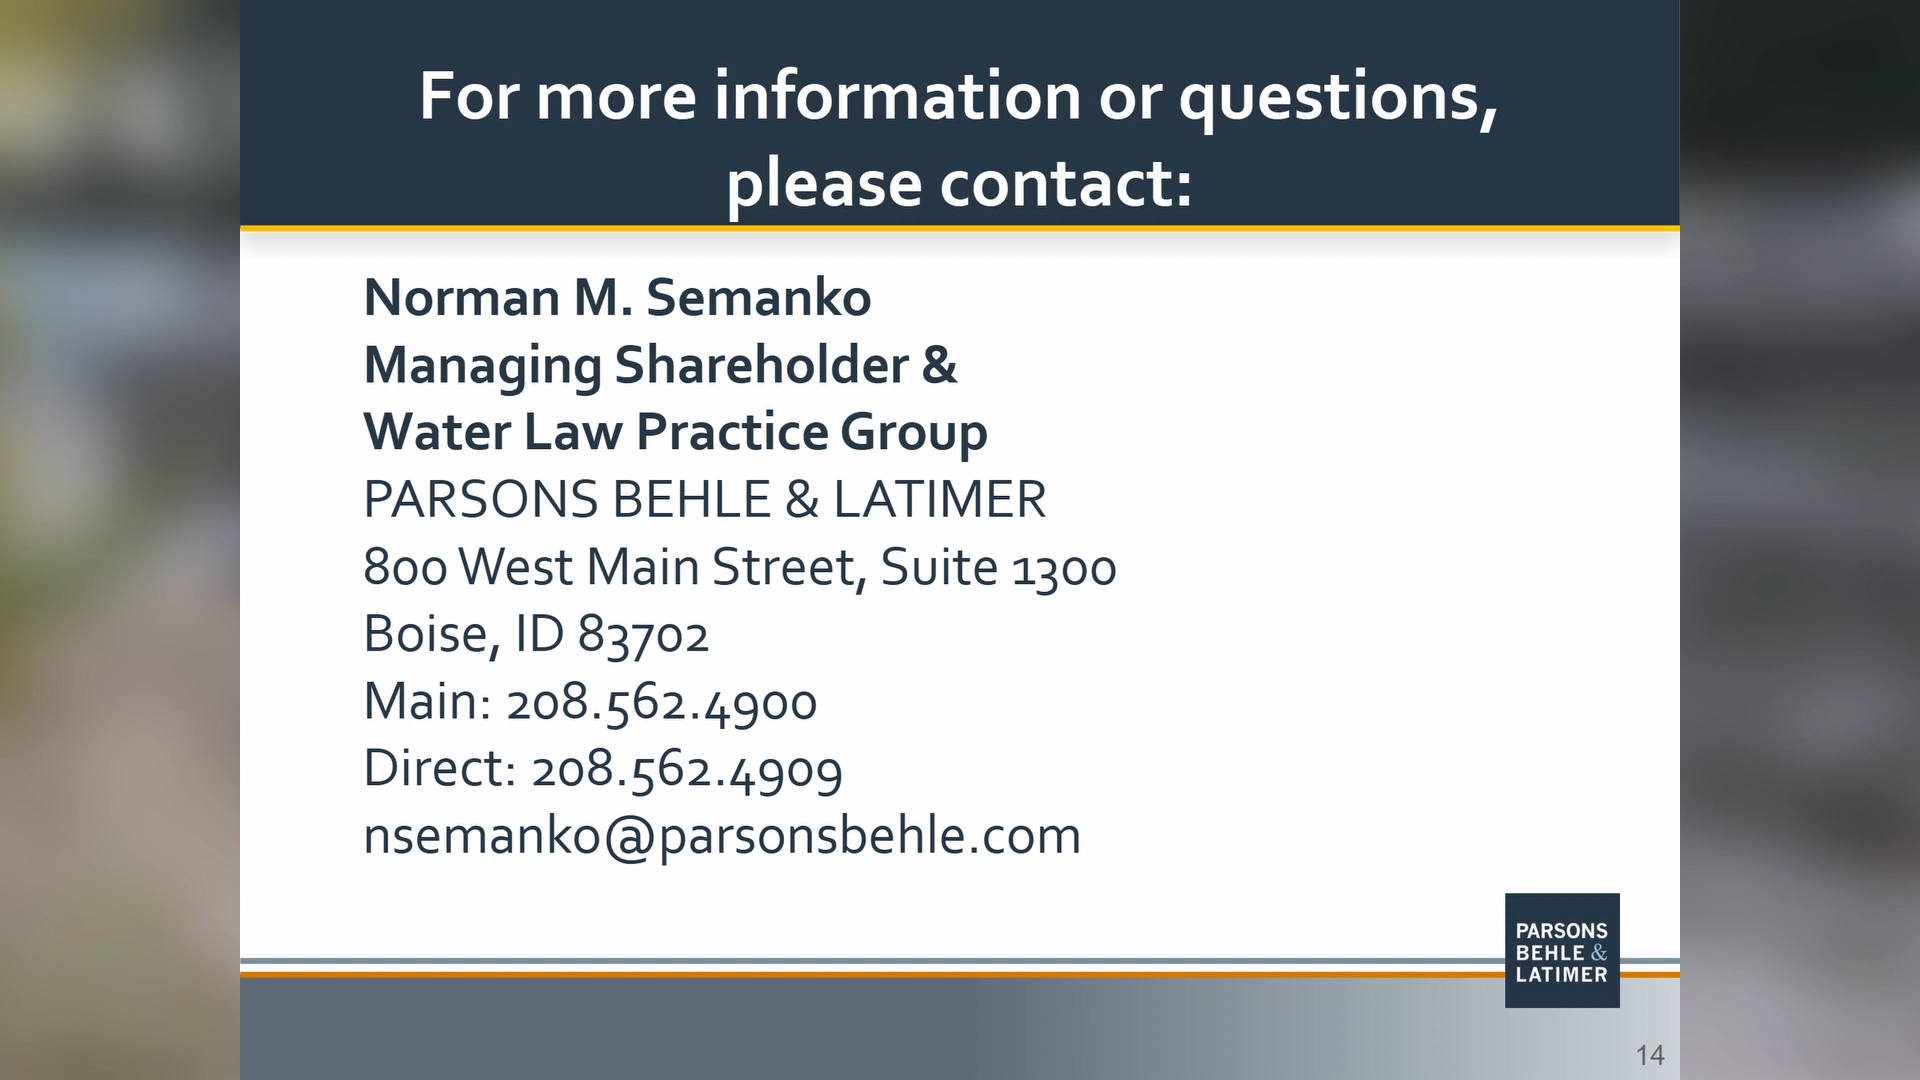 For more information or questions,
please contact:
Norman M. Semanko
Managing Shareholder &
Water Law Practice Group
PARSONS BEHLE & LATIMER
800 West Main Street, Suite 1300
Boise, ID 83702
Main: 208.562.4900
Direct: 208.562.4909
nsemanko@parsonsbehle.com
PARSONS
BEHLE &
LATIMER
14